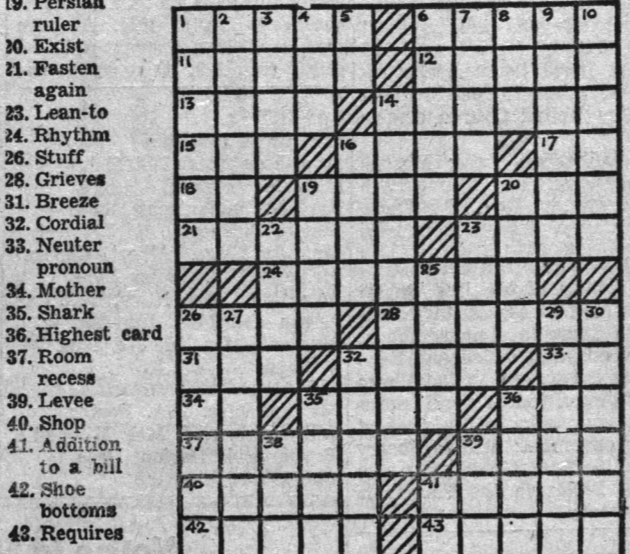 19. Persian
ruler
20. Exist
21. Fasten
again
23. Lean-to
24. Rhythm
26. Stuff
28. Grieves
31. Breeze
32. Cordial
33. Neuter
pronoun
34. Mother
35. Shark
36. Highest card
37. Room
recess
39. Levee
40. Shop
41. Addition
to a bill
42. Shoe
bottoms
43. Requires
1 2 3 4 5 6 7 8 9 10
11 12
13 14
15 16 17
18 19 20
21 22 23
24 25
26 27 28 29 30
31 32 33
34 35 36
37 38 39
40 41
42 43